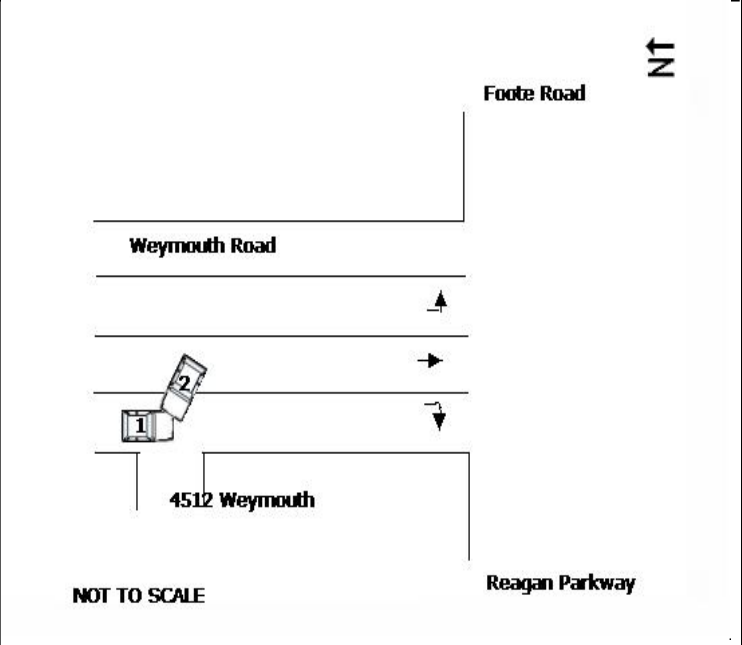 N
Foote Road
Weymouth Road
2
1
4512 Weymouth
Reagan Parkway
NOT TO SCALE